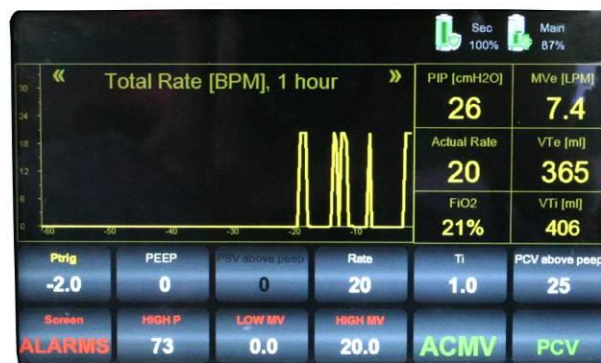 Sec
100%
Main
87%
« Total Rate [BPM], 1 hour »
30
24
18
12
6
0
-60 -50 -40 -30 -20 -10
PIP [cmH2O]
26
MVe [LPM]
7.4
Actual Rate
20
VTe [ml]
365
FiO2
21%
VTi [ml]
406
Ptrig
-2.0
PEEP
0
PSV above peep
0
Rate
20
Ti
1.0
PCV above peep
25
Screen
ALARMS
HIGH P
73
LOW MV
0.0
HIGH MV
20.0
ACMV
PCV